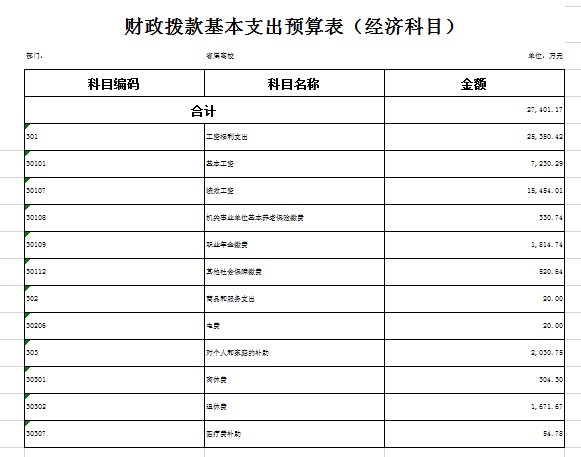 财政拨款基本支出预算表（经济科目）
部门： 省属高校 单位：万元
科目编码 科目名称 金额
合计 27,401.17
301 工资福利支出 25,350.42
30101 基本工资 7,230.29
30107 绩效工资 15,454.01
30108 机关事业单位基本养老保险缴费 330.74
30109 职业年金缴费 1,814.74
30112 其他社会保障缴费 520.64
302 商品和服务支出 20.00
30206 电费 20.00
303 对个人和家庭的补助 2,030.75
30301 离休费 304.30
30302 退休费 1,671.67
30307 医疗费补助 54.78